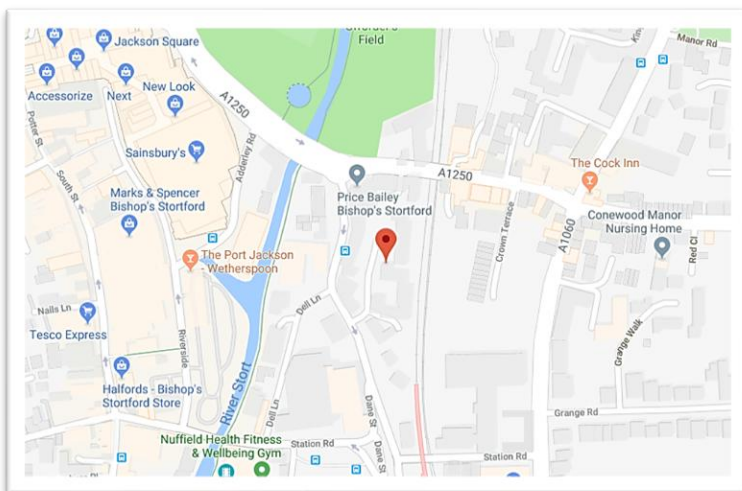 Sworder's
Field
Jackson Square
Manor Rd
New Look
Accessorize
Next
A1250
Potter St
Sainsbury's
Adderley Rd
South St
The Cock Inn
A1250
Price Bailey
Bishop's Stortford
Marks & Spencer
Bishop's Stortford
Crown Terrace
A1060
Conewood Manor
Nursing Home
Red Cl
The Port Jackson
- Wetherspoon
Nails Ln
Dell Ln
Tesco Express
Riverside
Grange Walk
Halfords - Bishop's
Stortford Store
River Stort
Dane St
Dell Ln
Grange Rd
Nuffield Health Fitness
& Wellbeing Gym
Station Rd
Dane St
Station Rd